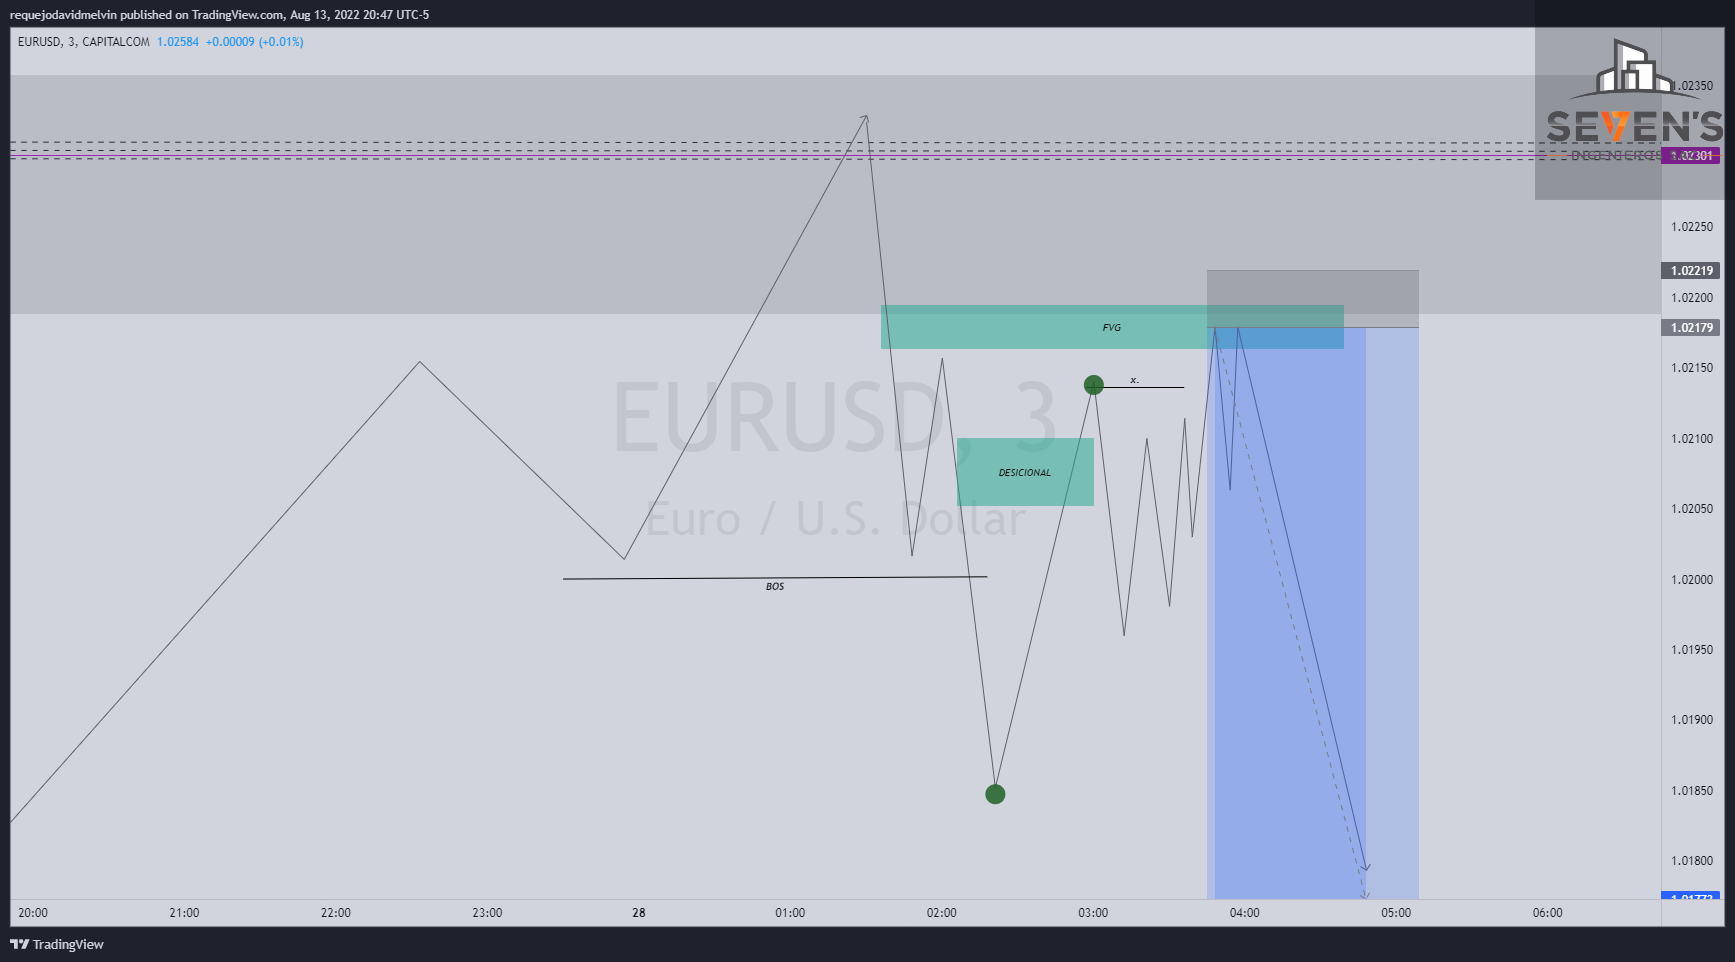 requejodavidmelvin published on TradingView.com, Aug 13, 2022 20:47 UTC-5
EURUSD, 3, CAPITALCOM 1.02584 +0.00009 (+0.01%)
SEVEN'S
INGENIEROS
1.02350
1.02301
1.02250
1.02219
1.02200
1.02179
1.02150
1.02100
1.02050
1.02000
1.01950
1.01900
1.01850
1.01800
1.01772
FVG
x.
EURUSD, 3
DESICIONAL
Euro / U.S. Dollar
BOS
20:00 21:00 22:00 23:00 28 01:00 02:00 03:00 04:00 05:00 06:00
TradingView